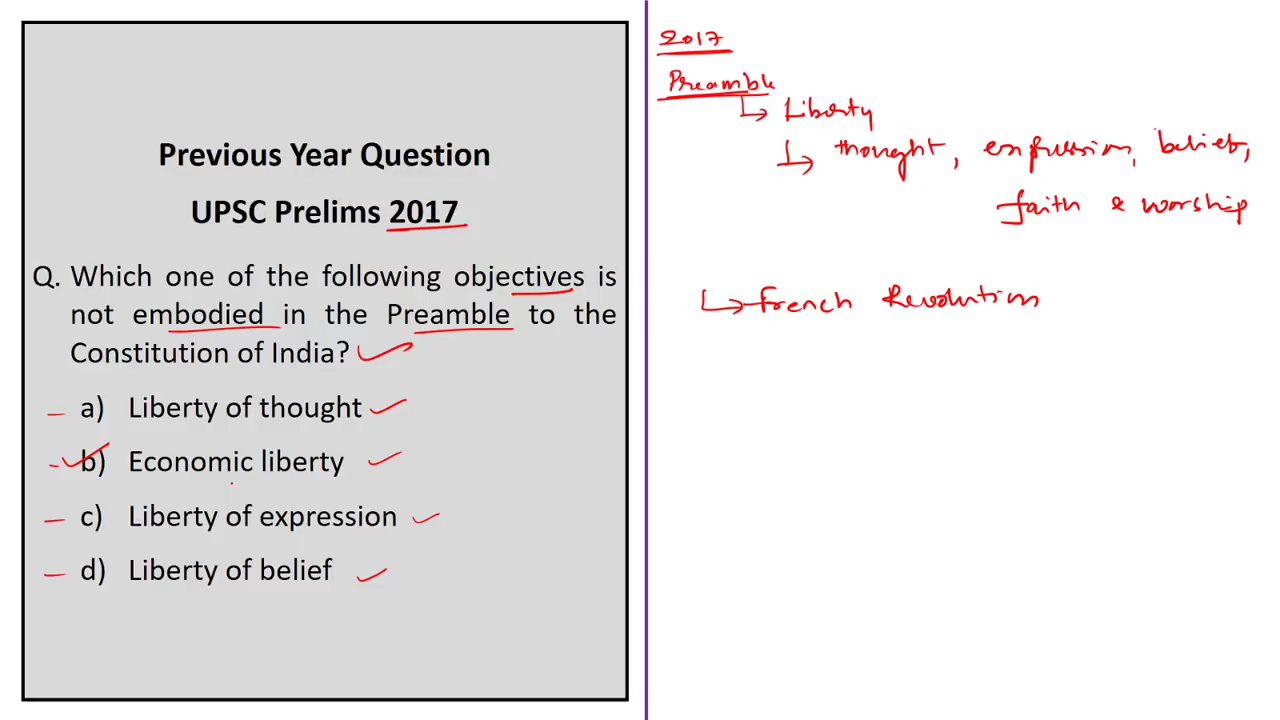 Previous Year Question
UPSC Prelims 2017
Q. Which one of the following objectives is
not embodied in the Preamble to the
Constitution of India?
a) Liberty of thought
b) Economic liberty
c) Liberty of expression
d) Liberty of belief
2017
Preamble
Liberty
thought, expression, belief,
faith & worship
French Revolution